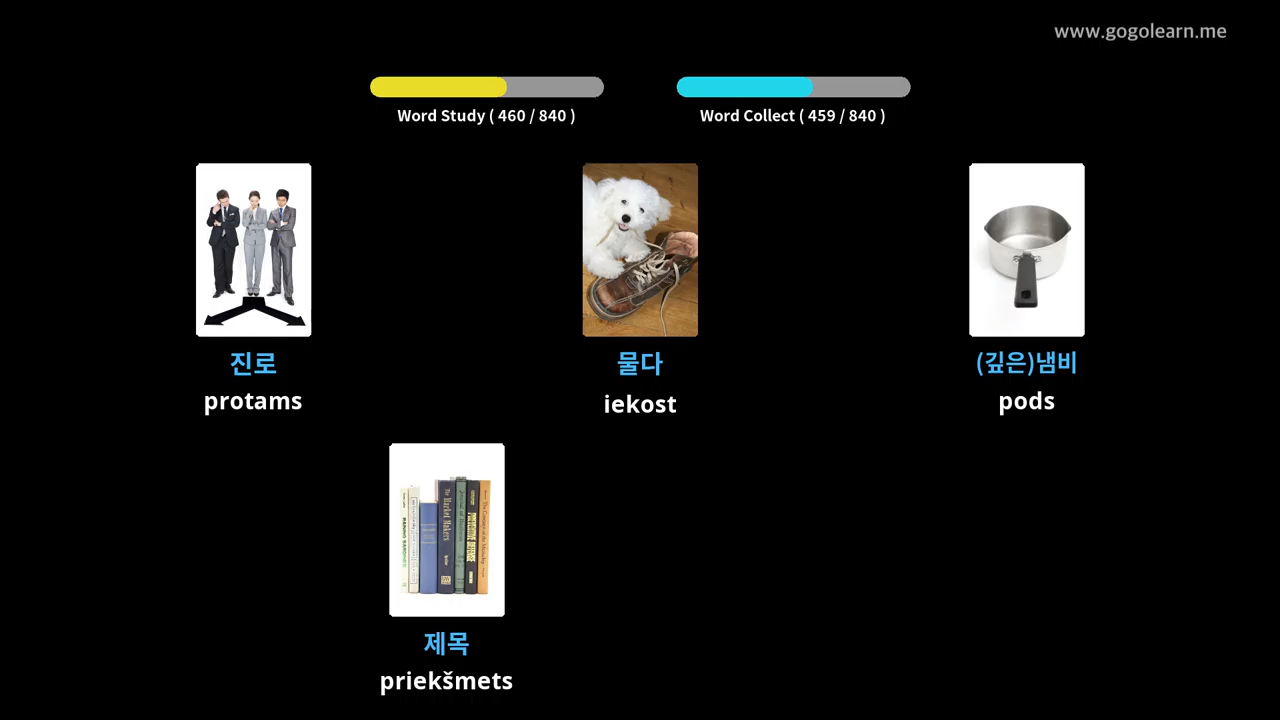 www.gogolearn.me
Word Study ( 460 / 840 )
Word Collect ( 459 / 840 )
진로
protams
물다
iekost
(깊은)냄비
pods
제목
priekšmets